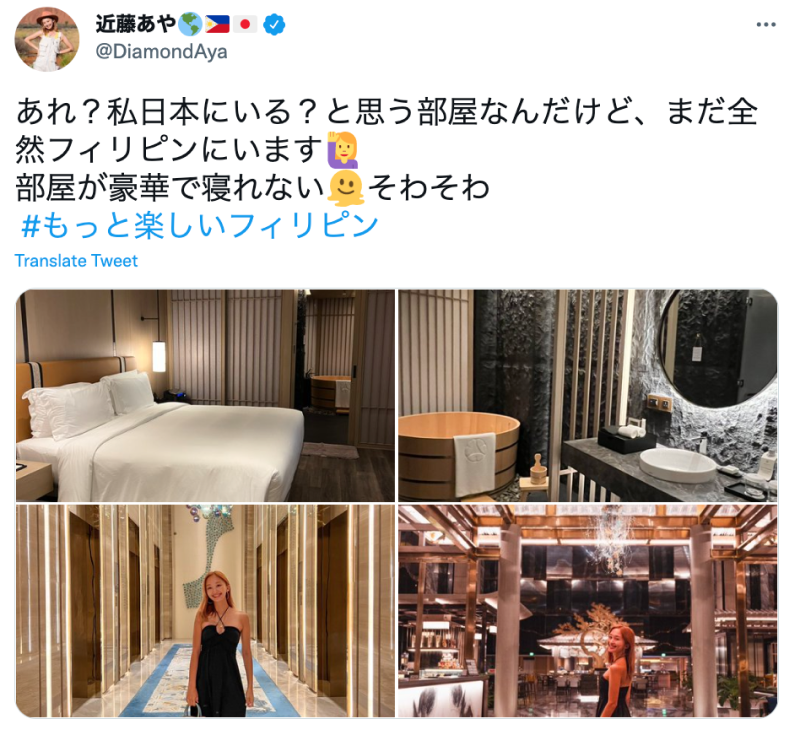 近藤あや🌎🇵🇭🇯🇵
@DiamondAya
あれ？私日本にいる？と思う部屋なんだけど、まだ全
然フィリピンにいます🙋‍♀️
部屋が豪華で寝れない🫠そわそわ
#もっと楽しいフィリピン
Translate Tweet